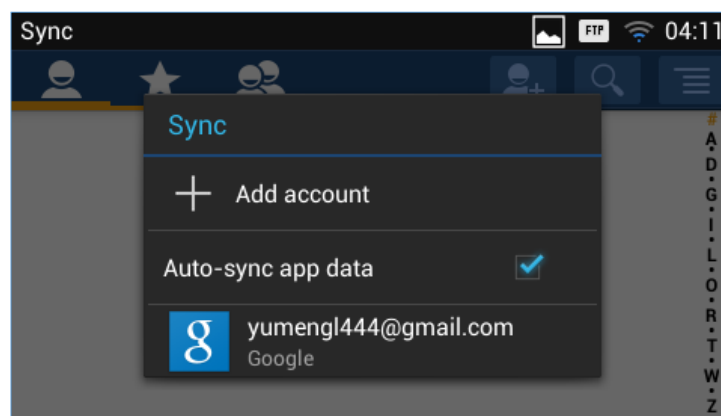 Sync
FTP
04:11
Sync
Add account
Auto-sync app data
yumengl444@gmail.com
Google
g
#
A
D
G
I
L
O
R
T
W
Z